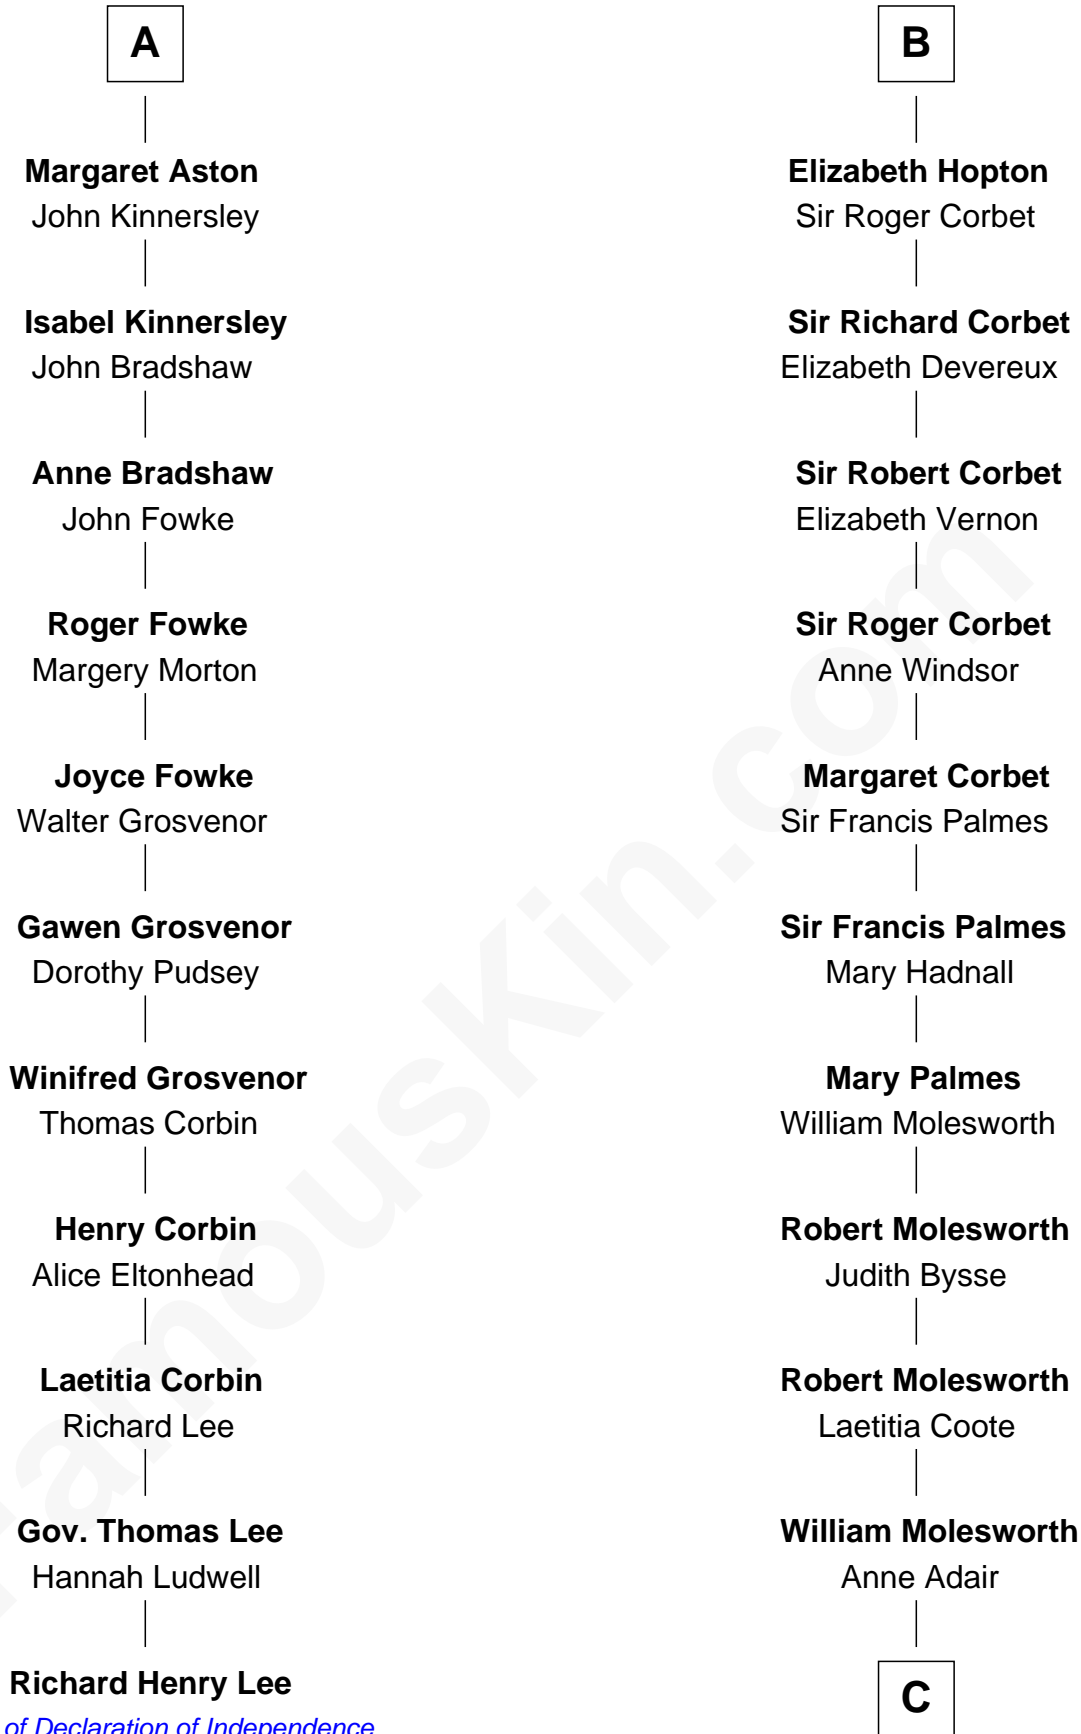 A
Margaret Aston
John Kinnersley
Isabel Kinnersley
John Bradshaw
Anne Bradshaw
John Fowke
Roger Fowke
Margery Morton
Joyce Fowke
Walter Grosvenor
Gawen Grosvenor
Dorothy Pudsey
Winifred Grosvenor
Thomas Corbin
Henry Corbin
Alice Eltonhead
Laetitia Corbin
Richard Lee
Gov. Thomas Lee
Hannah Ludwell
Richard Henry Lee
of Declaration of Independence
B
Elizabeth Hopton
Sir Roger Corbet
Sir Richard Corbet
Elizabeth Devereux
Sir Robert Corbet
Elizabeth Vernon
Sir Roger Corbet
Anne Windsor
Margaret Corbet
Sir Francis Palmes
Sir Francis Palmes
Mary Hadnall
Mary Palmes
William Molesworth
Robert Molesworth
Judith Bysse
Robert Molesworth
Laetitia Coote
William Molesworth
Anne Adair
C
FamousKin.com